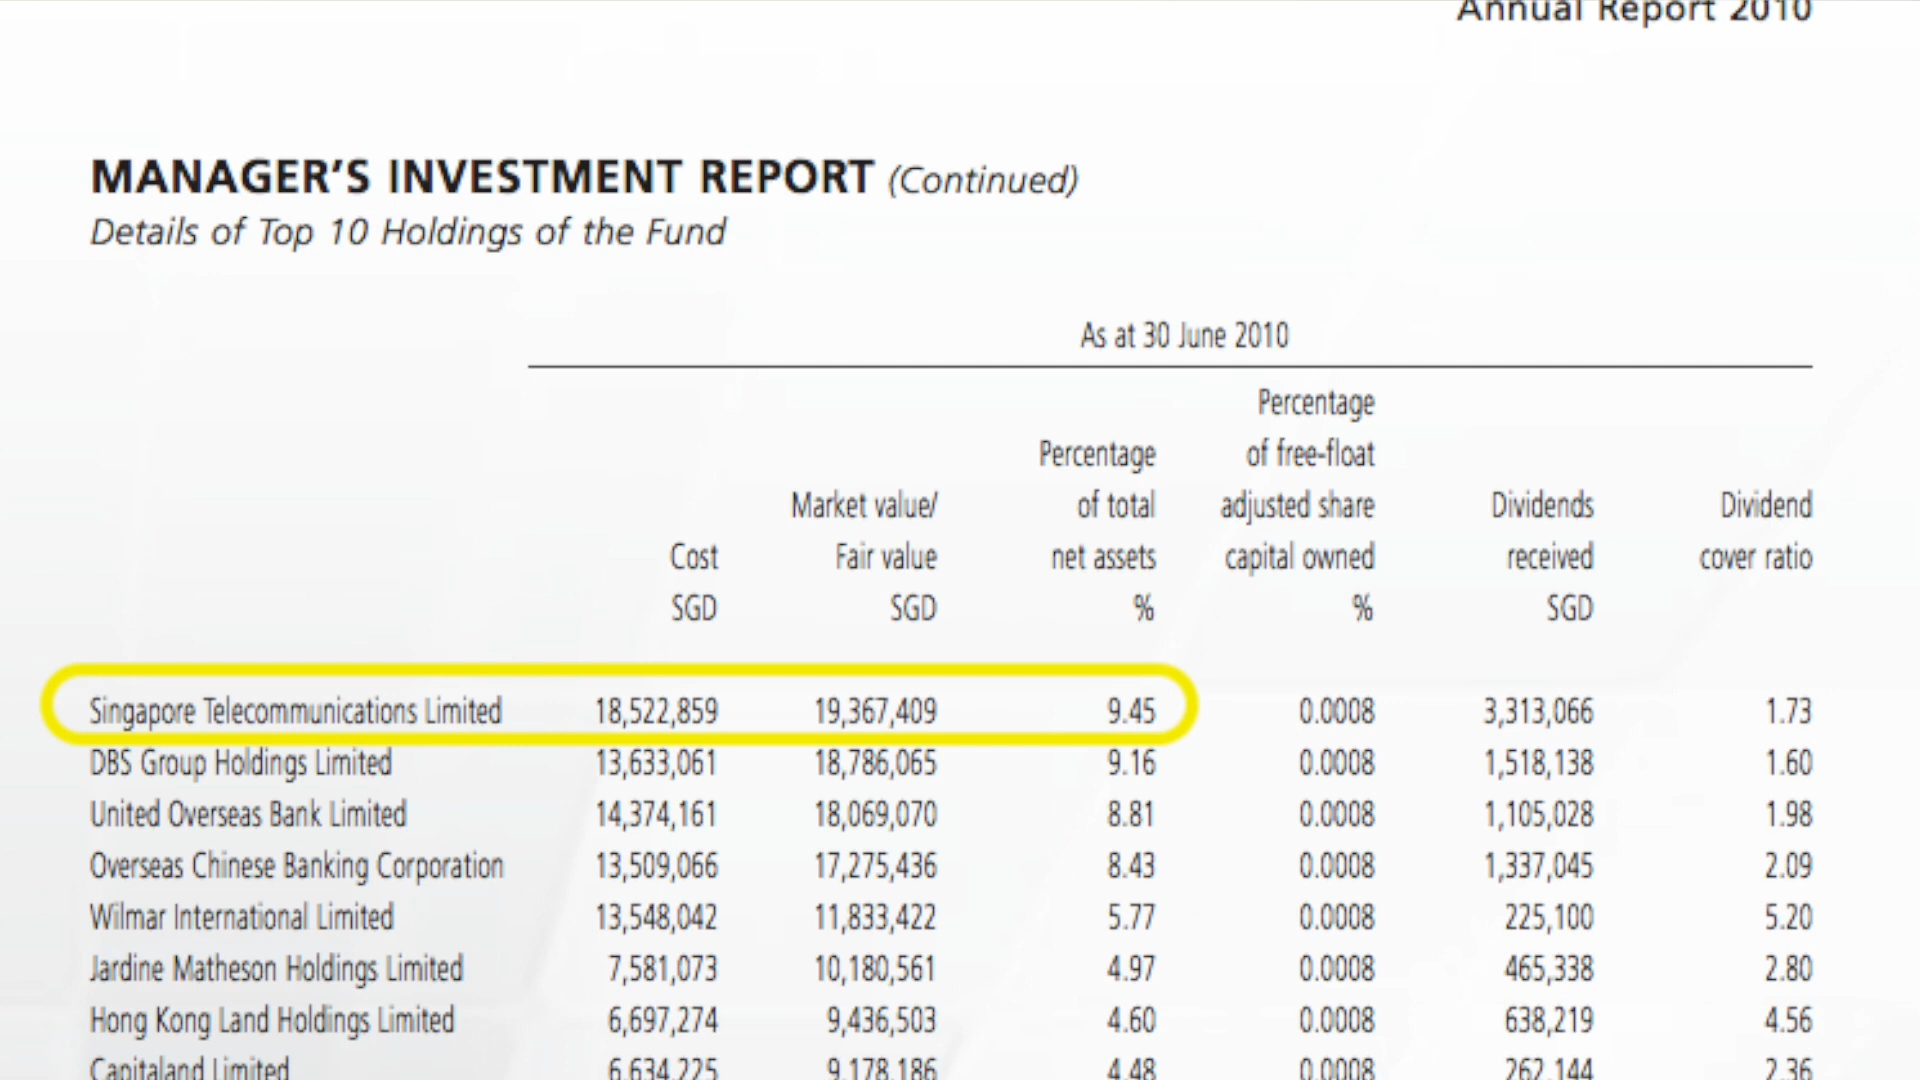 Annual Report 2010
MANAGER'S INVESTMENT REPORT (Continued)
Details of Top 10 Holdings of the Fund
As at 30 June 2010
Percentage
Percentage of free-float
Market value/ of total adjusted share Dividends Dividend
Cost Fair value net assets capital owned received cover ratio
SGD SGD % % SGD
Singapore Telecommunications Limited 18,522,859 19,367,409 9.45 0.0008 3,313,066 1.73
DBS Group Holdings Limited 13,633,061 18,786,065 9.16 0.0008 1,518,138 1.60
United Overseas Bank Limited 14,374,161 18,069,070 8.81 0.0008 1,105,028 1.98
Overseas Chinese Banking Corporation 13,509,066 17,275,436 8.43 0.0008 1,337,045 2.09
Wilmar International Limited 13,548,042 11,833,422 5.77 0.0008 225,100 5.20
Jardine Matheson Holdings Limited 7,581,073 10,180,561 4.97 0.0008 465,338 2.80
Hong Kong Land Holdings Limited 6,697,274 9,436,503 4.60 0.0008 638,219 4.56
Capitaland Limited 6,634,225 9,178,186 4.48 0.0008 262,144 2.36